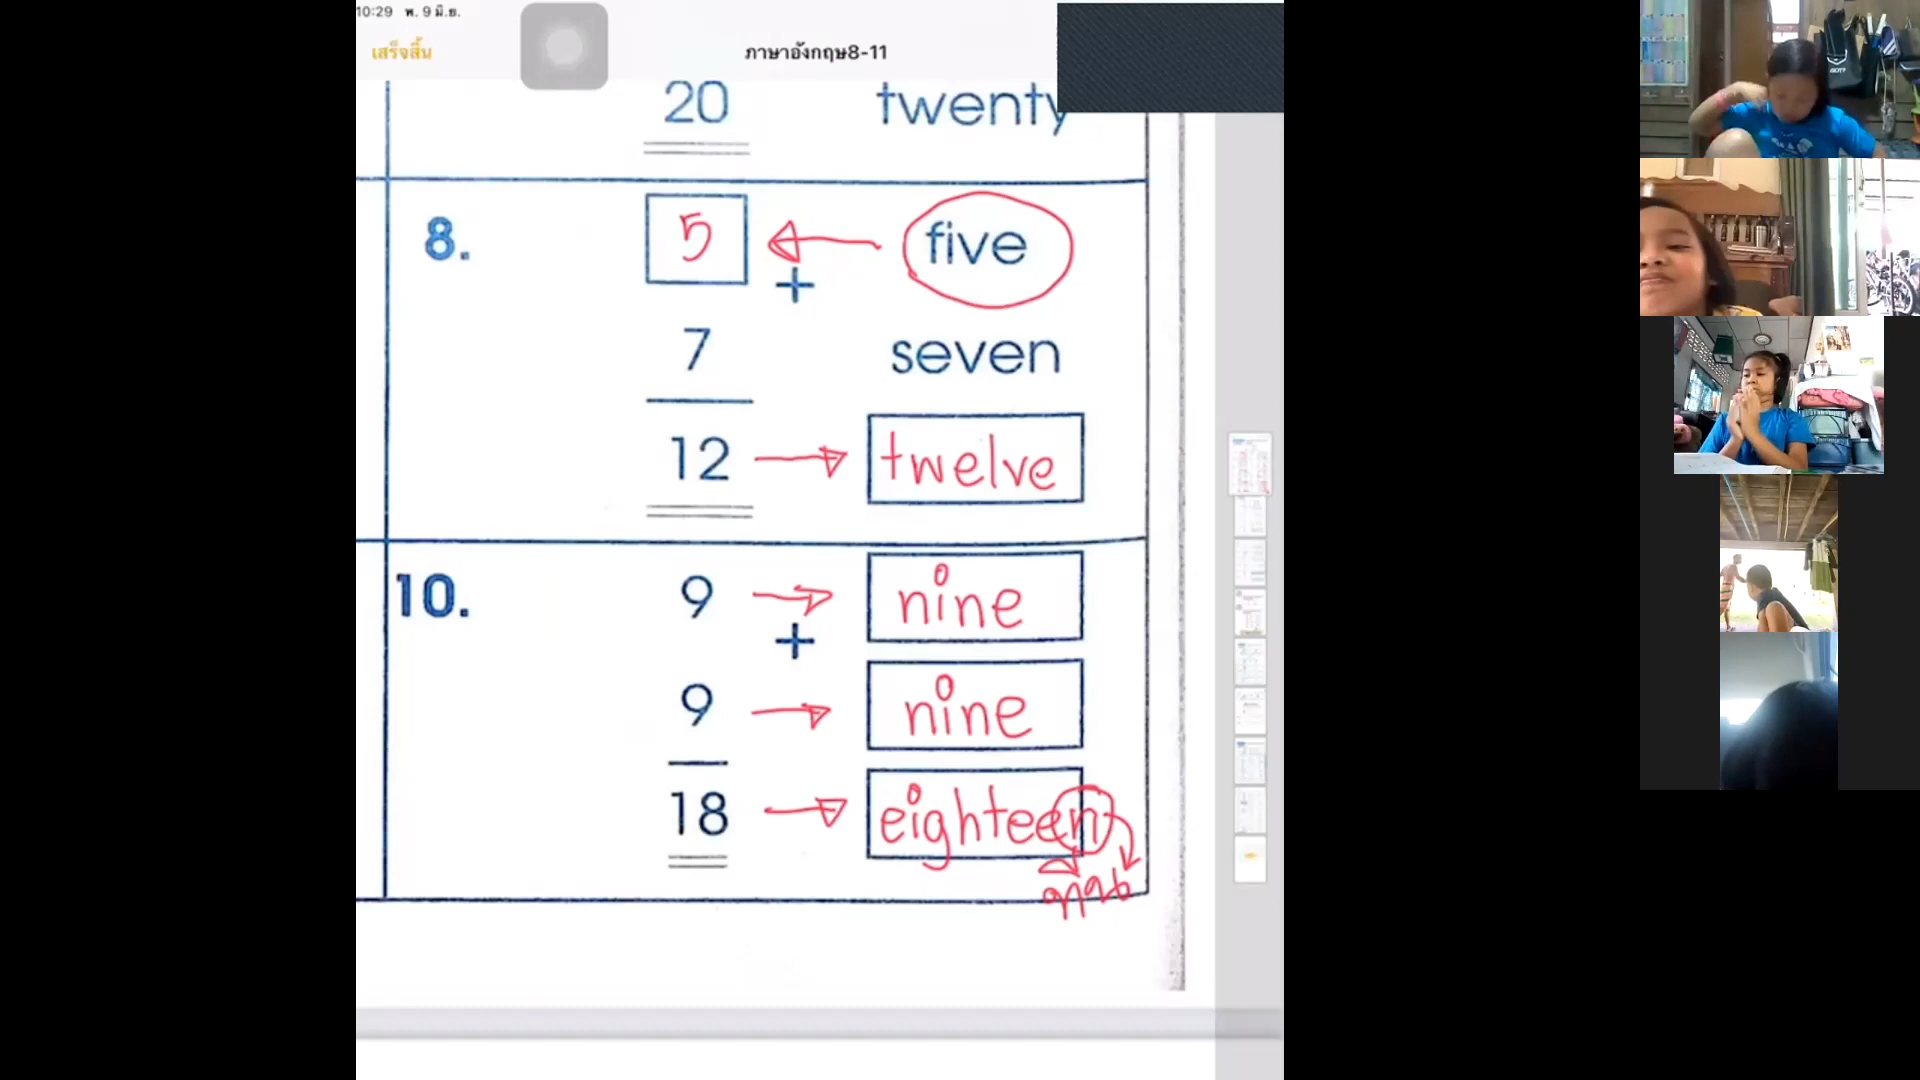 10:29 พ. 9 มิ.ย.
เสร็จสิ้น
ภาษาอังกฤษ8-11
20 twenty
8. 5 five
+
7 seven
12 twelve
10. 9 nine
+
9 nine
18 eighteen